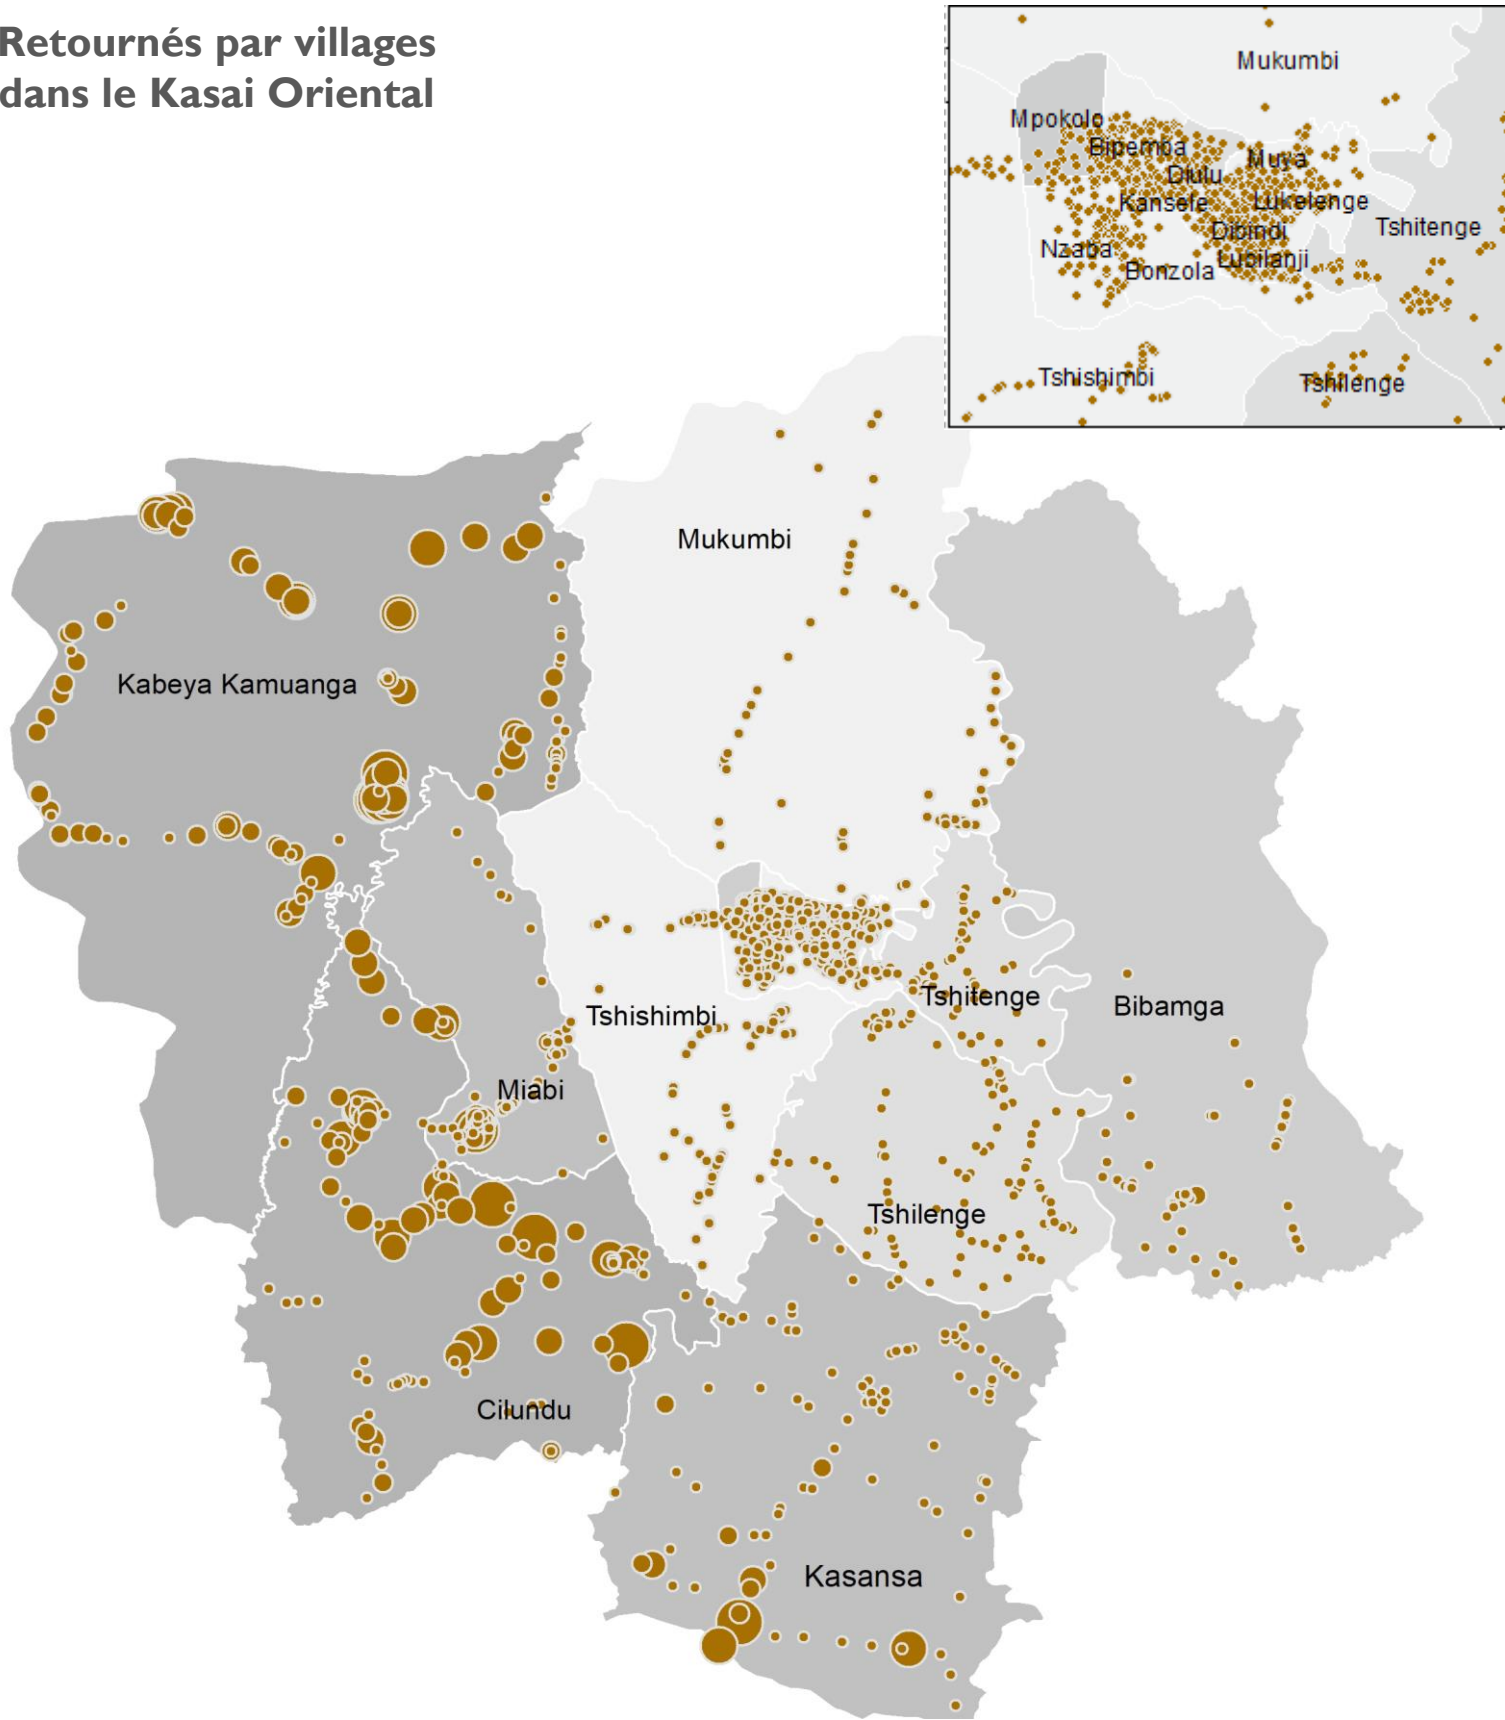 Retournés par villages
dans le Kasai Oriental
Mukumbi
Mpokolo
Bipemba
Muya
Diulu
Kansele
Lukelenge
Tshitenge
Dibindi
Nzaba
Lubilanji
Bonzola
Tshishimbi
Tshilenge
Mukumbi
Kabeya Kamuanga
Tshitenge
Bibamga
Tshishimbi
Miabi
Tshilenge
Cilundu
Kasansa